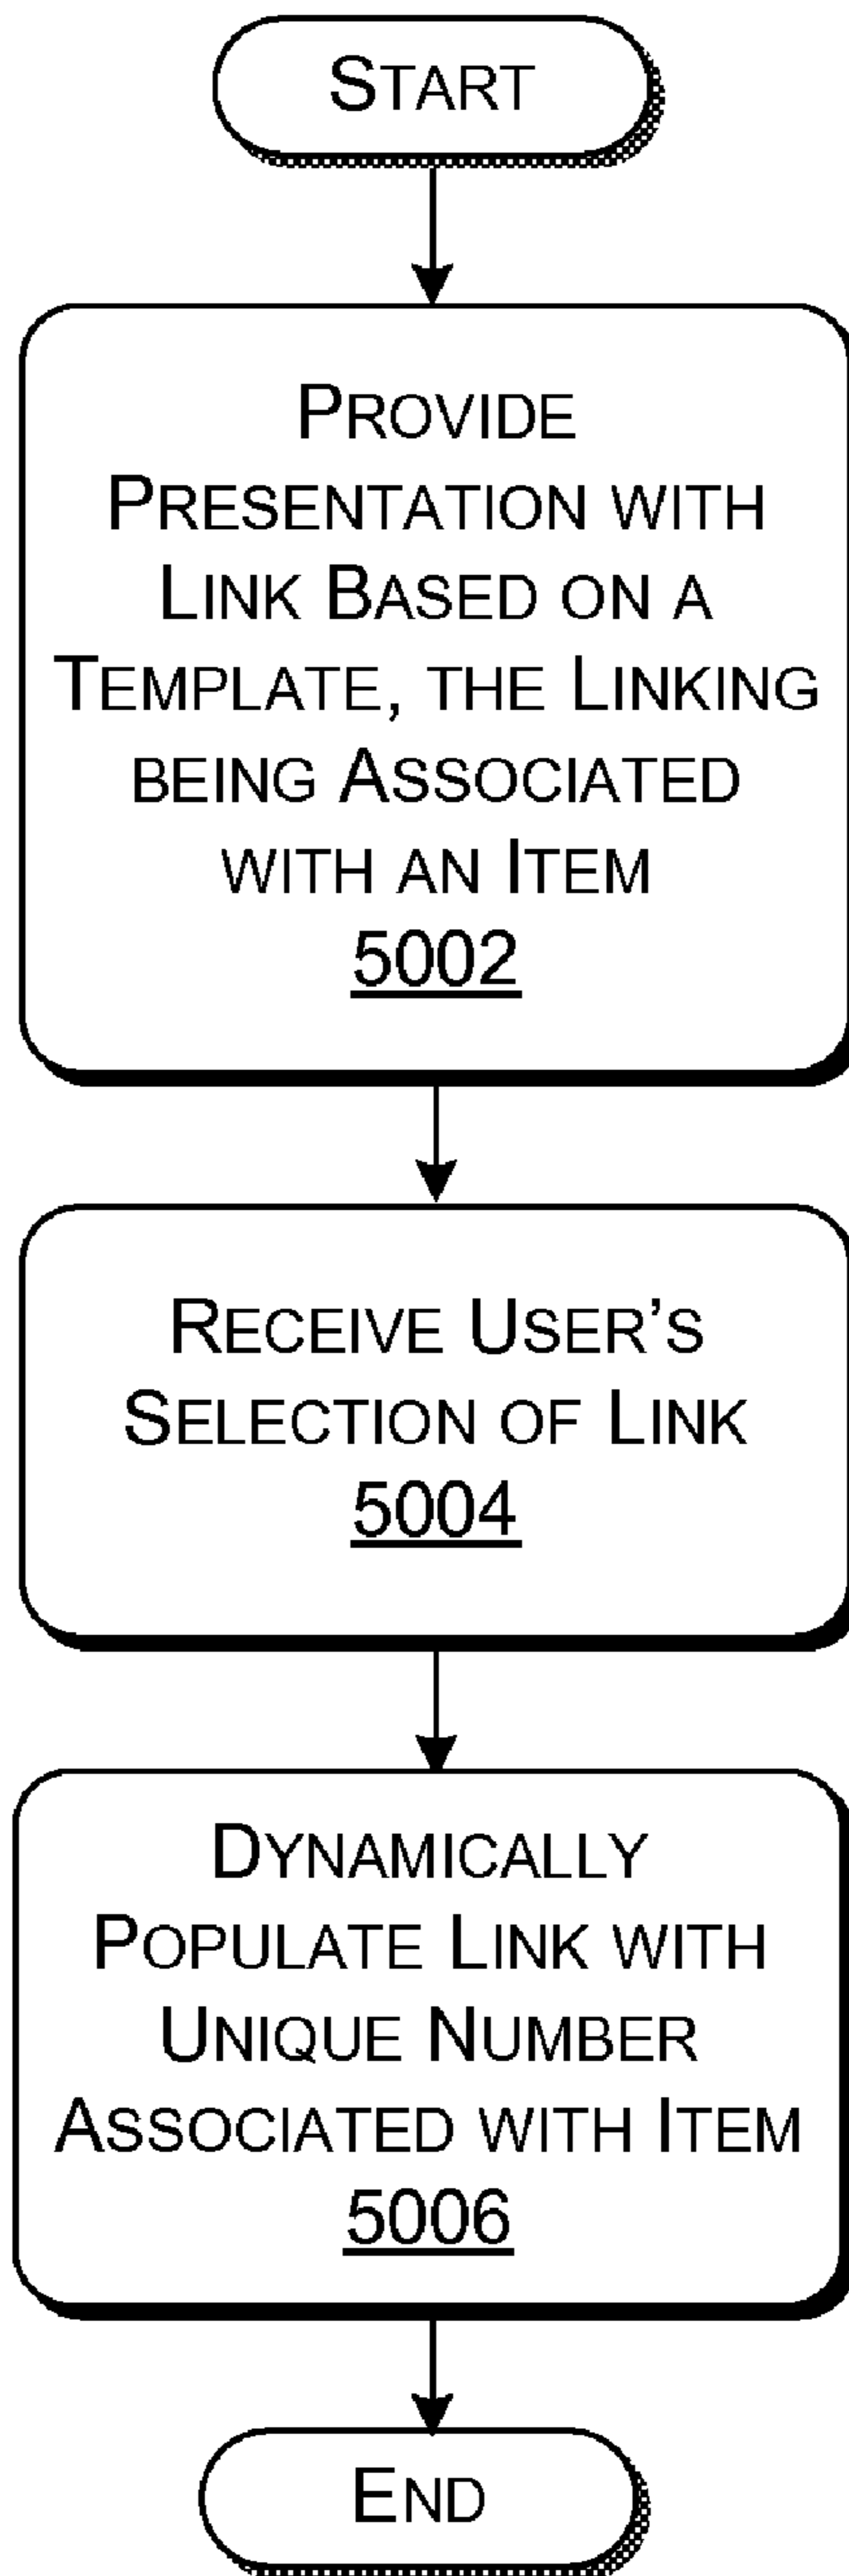 START
PROVIDE
PRESENTATION WITH
LINK BASED ON A
TEMPLATE, THE LINKING
BEING ASSOCIATED
WITH AN ITEM
5002
RECEIVE USER’S
SELECTION OF LINK
5004
DYNAMICALLY
POPULATE LINK WITH
UNIQUE NUMBER
ASSOCIATED WITH ITEM
5006
END